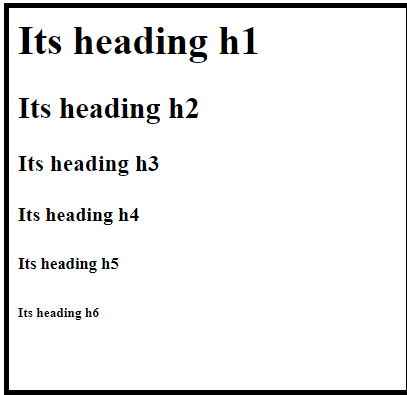 Its heading h1
Its heading h2
Its heading h3
Its heading h4
Its heading h5
Its heading h6